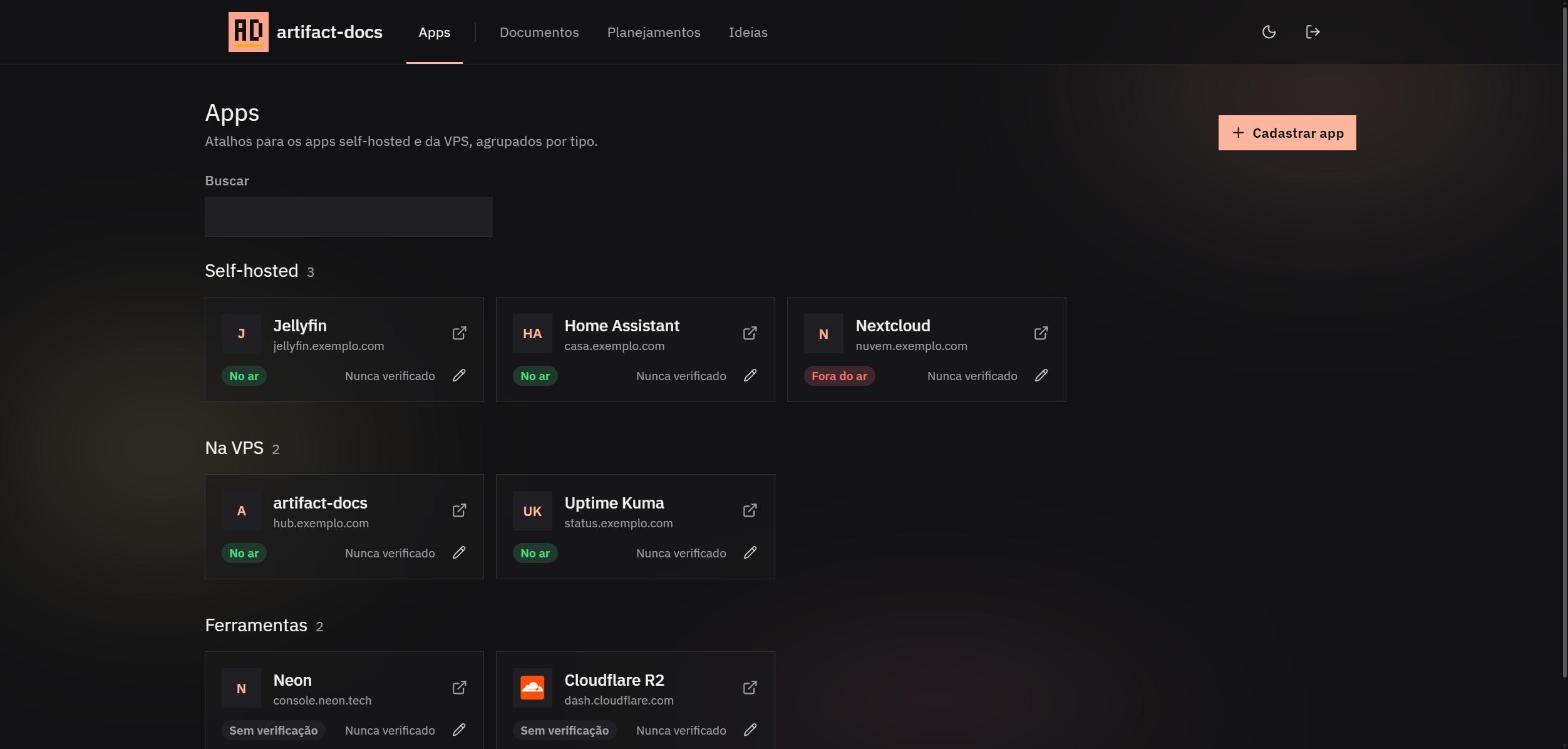 AD artifact-docs Apps Documentos Planejamentos Ideias
Apps
Atalhos para os apps self-hosted e da VPS, agrupados por tipo.
Cadastrar app
Buscar
Self-hosted 3
J Jellyfin
jellyfin.exemplo.com
No ar Nunca verificado
HA Home Assistant
casa.exemplo.com
No ar Nunca verificado
N Nextcloud
nuvem.exemplo.com
Fora do ar Nunca verificado
Na VPS 2
A artifact-docs
hub.exemplo.com
No ar Nunca verificado
UK Uptime Kuma
status.exemplo.com
No ar Nunca verificado
Ferramentas 2
N Neon
console.neon.tech
Sem verificação Nunca verificado
Cloudflare R2
dash.cloudflare.com
Sem verificação Nunca verificado